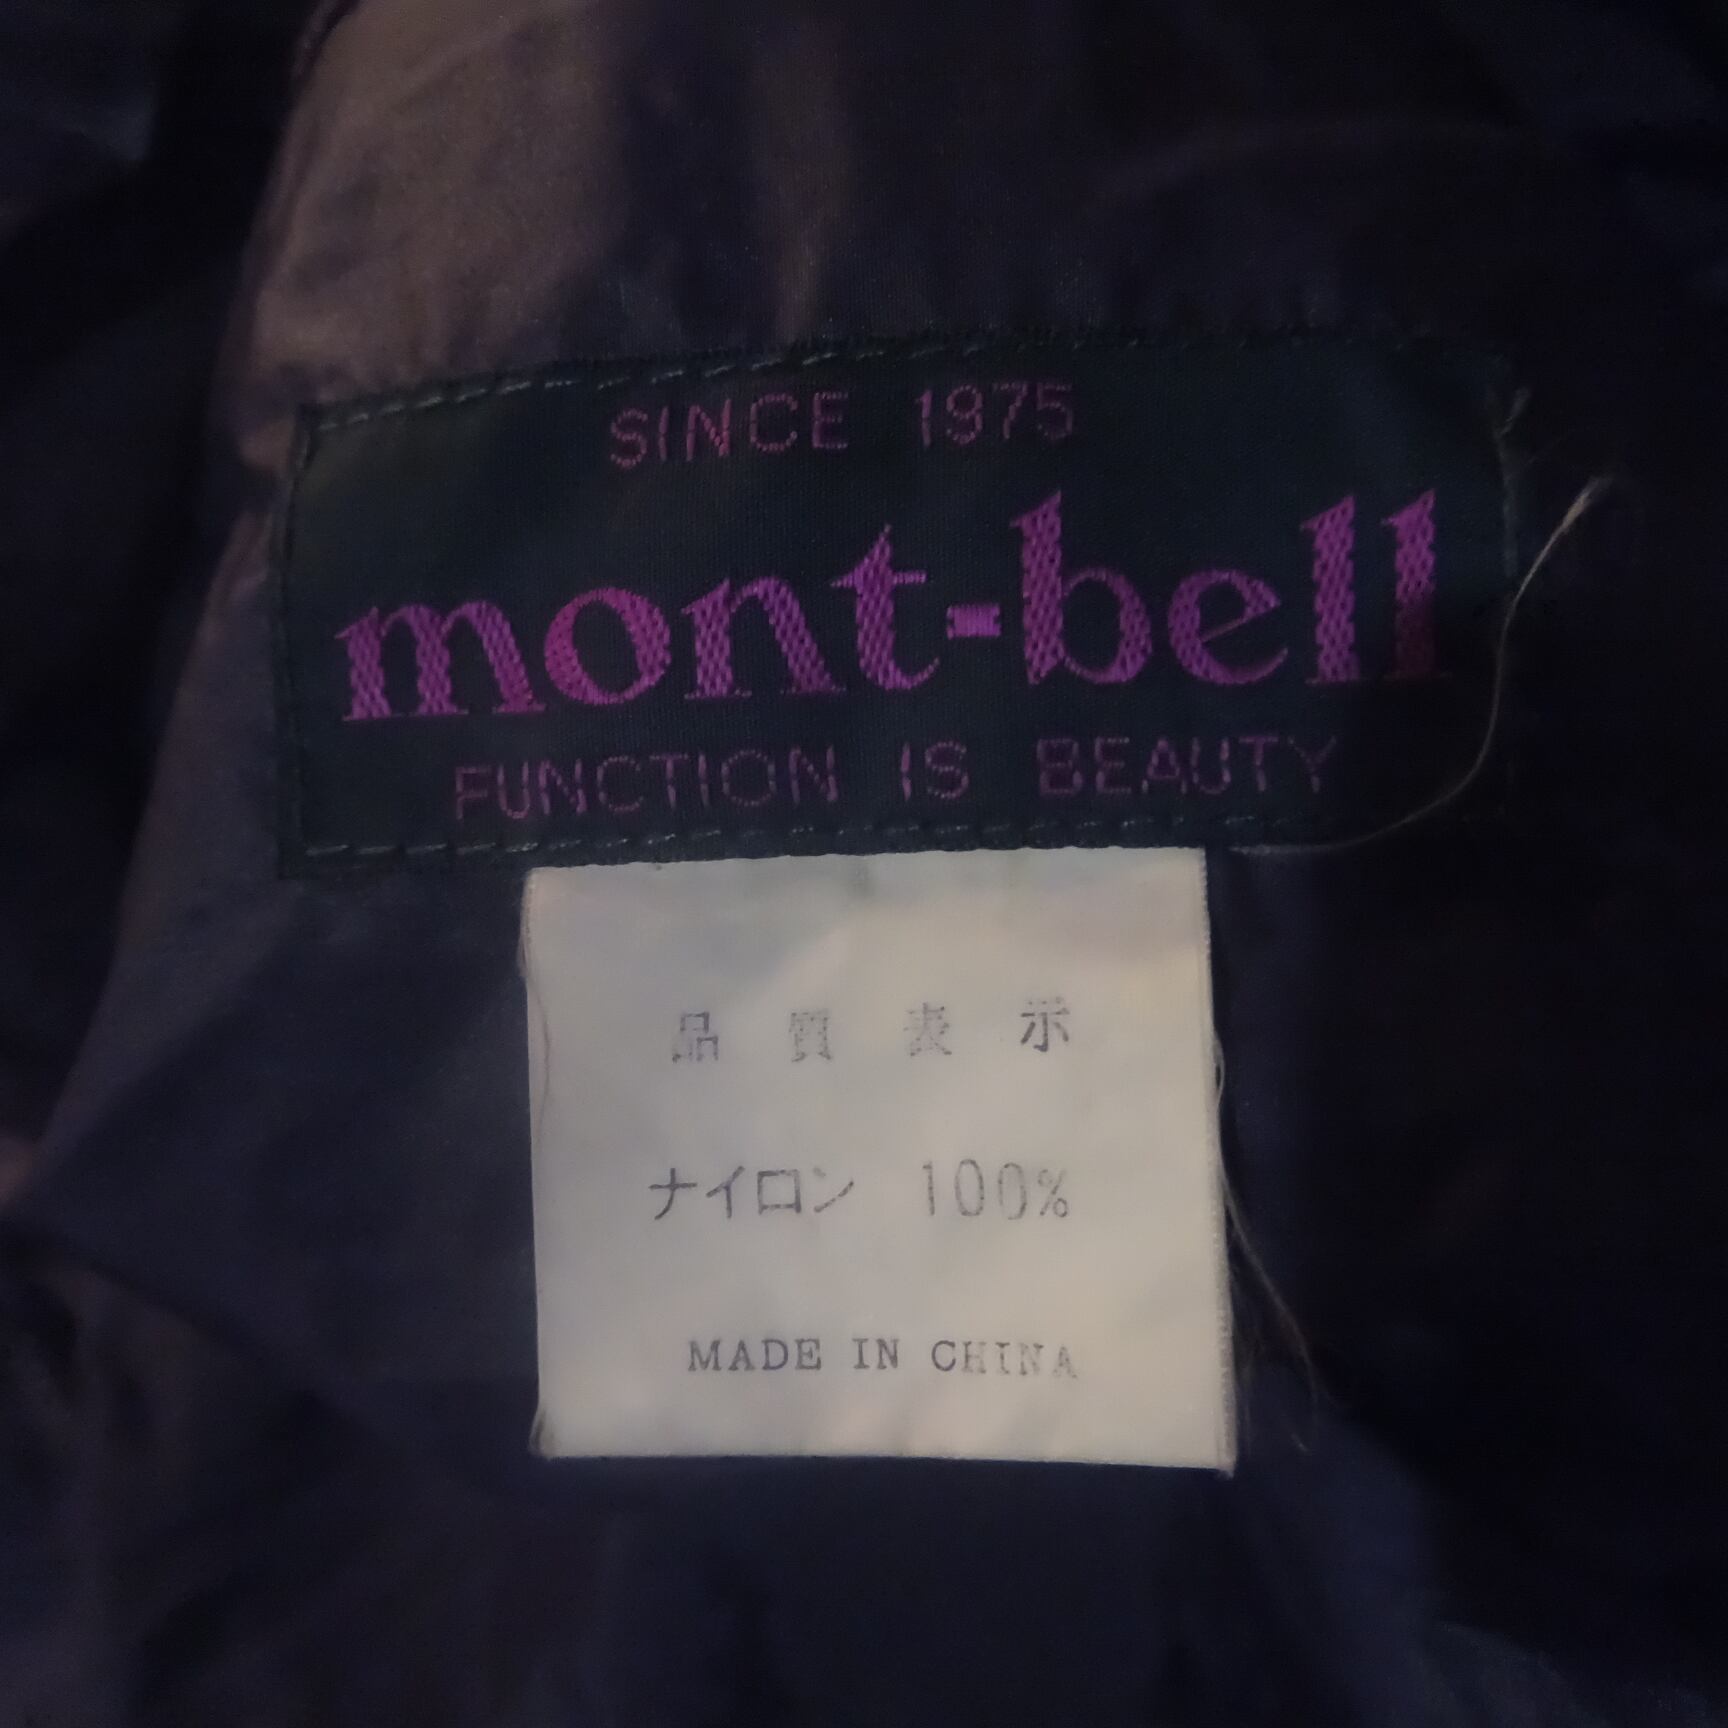 SINCE 1975
mont-bell
FUNCTION IS BEAUTY
品質表示
ナイロン 100%
MADE IN CHINA